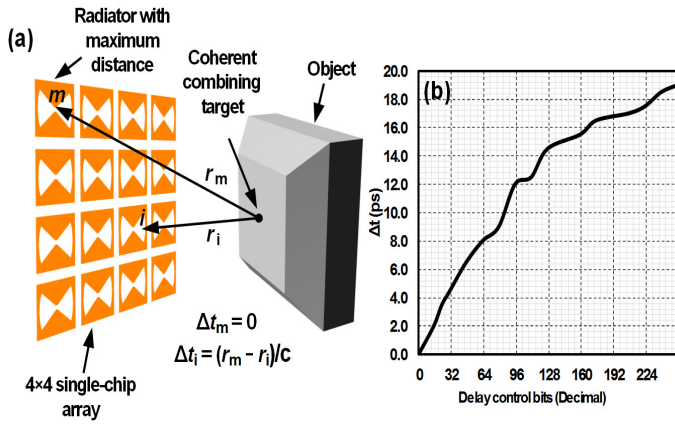 (a)
Radiator with
maximum
distance
Coherent
combining
target
Object
m
rm
i
ri
Δtm = 0
Δti = (rm – ri)/c
4×4 single-chip
array
(b)
20.0
18.0
16.0
14.0
12.0
10.0
8.0
6.0
4.0
2.0
0.0
Δt (ps)
0 32 64 96 128 160 192 224
Delay control bits (Decimal)